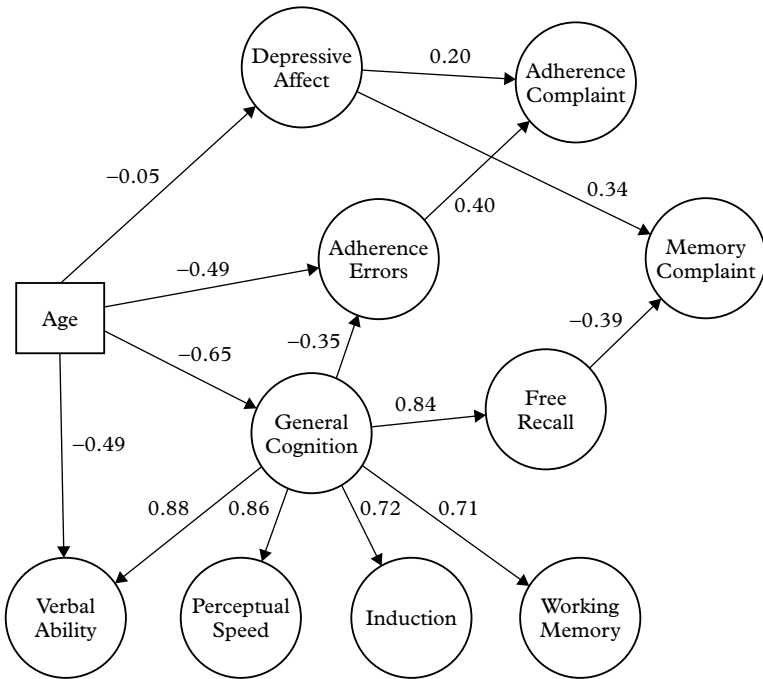 Depressive
Affect
0.20
Adherence
Complaint
−0.05
0.34
0.40
Adherence
Errors
Memory
Complaint
−0.49
Age
−0.65
−0.35
−0.39
General
Cognition
0.84
Free
Recall
−0.49
0.88
0.86
0.72
0.71
Verbal
Ability
Perceptual
Speed
Induction
Working
Memory